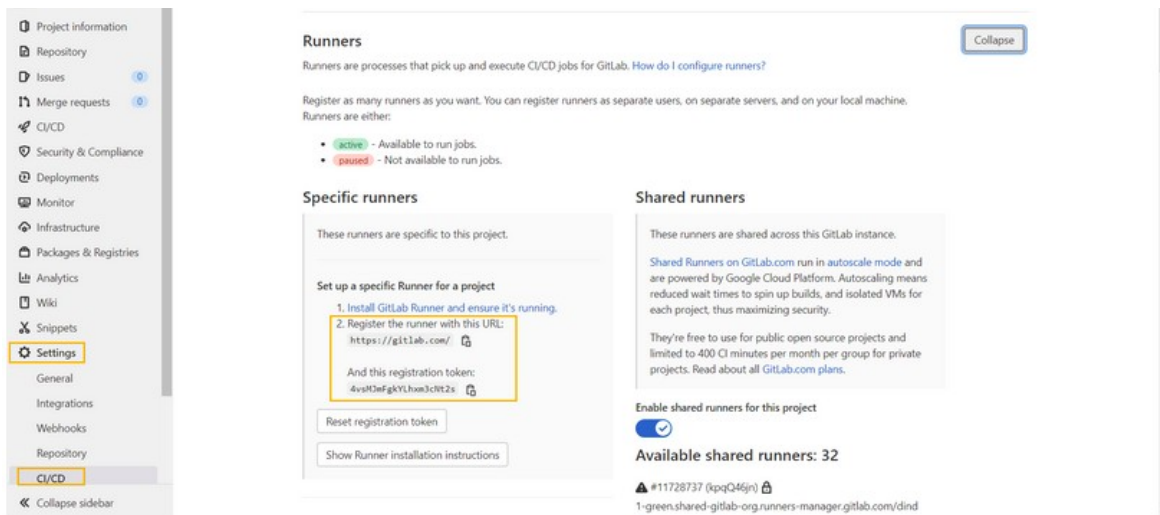 Project information
Repository
Issues 0
Merge requests 0
CI/CD
Security & Compliance
Deployments
Monitor
Infrastructure
Packages & Registries
Analytics
Wiki
Snippets
Settings
General
Integrations
Webhooks
Repository
CI/CD
Collapse sidebar
Runners
Collapse
Runners are processes that pick up and execute CI/CD jobs for GitLab. How do I configure runners?
Register as many runners as you want. You can register runners as separate users, on separate servers, and on your local machine.
Runners are either:
active - Available to run jobs.
paused - Not available to run jobs.
Specific runners
These runners are specific to this project.
Set up a specific Runner for a project
1. Install GitLab Runner and ensure it's running.
2. Register the runner with this URL:
https://gitlab.com/
And this registration token:
4vsMJmFgkYLhxm3cNt2s
Reset registration token
Show Runner installation instructions
Shared runners
These runners are shared across this GitLab instance.
Shared Runners on GitLab.com run in autoscale mode and
are powered by Google Cloud Platform. Autoscaling means
reduced wait times to spin up builds, and isolated VMs for
each project, thus maximizing security.
They're free to use for public open source projects and
limited to 400 CI minutes per month per group for private
projects. Read about all GitLab.com plans.
Enable shared runners for this project
Available shared runners: 32
#11728737 (kpqQ46jn)
1-green.shared-gitlab-org.runners-manager.gitlab.com/dind